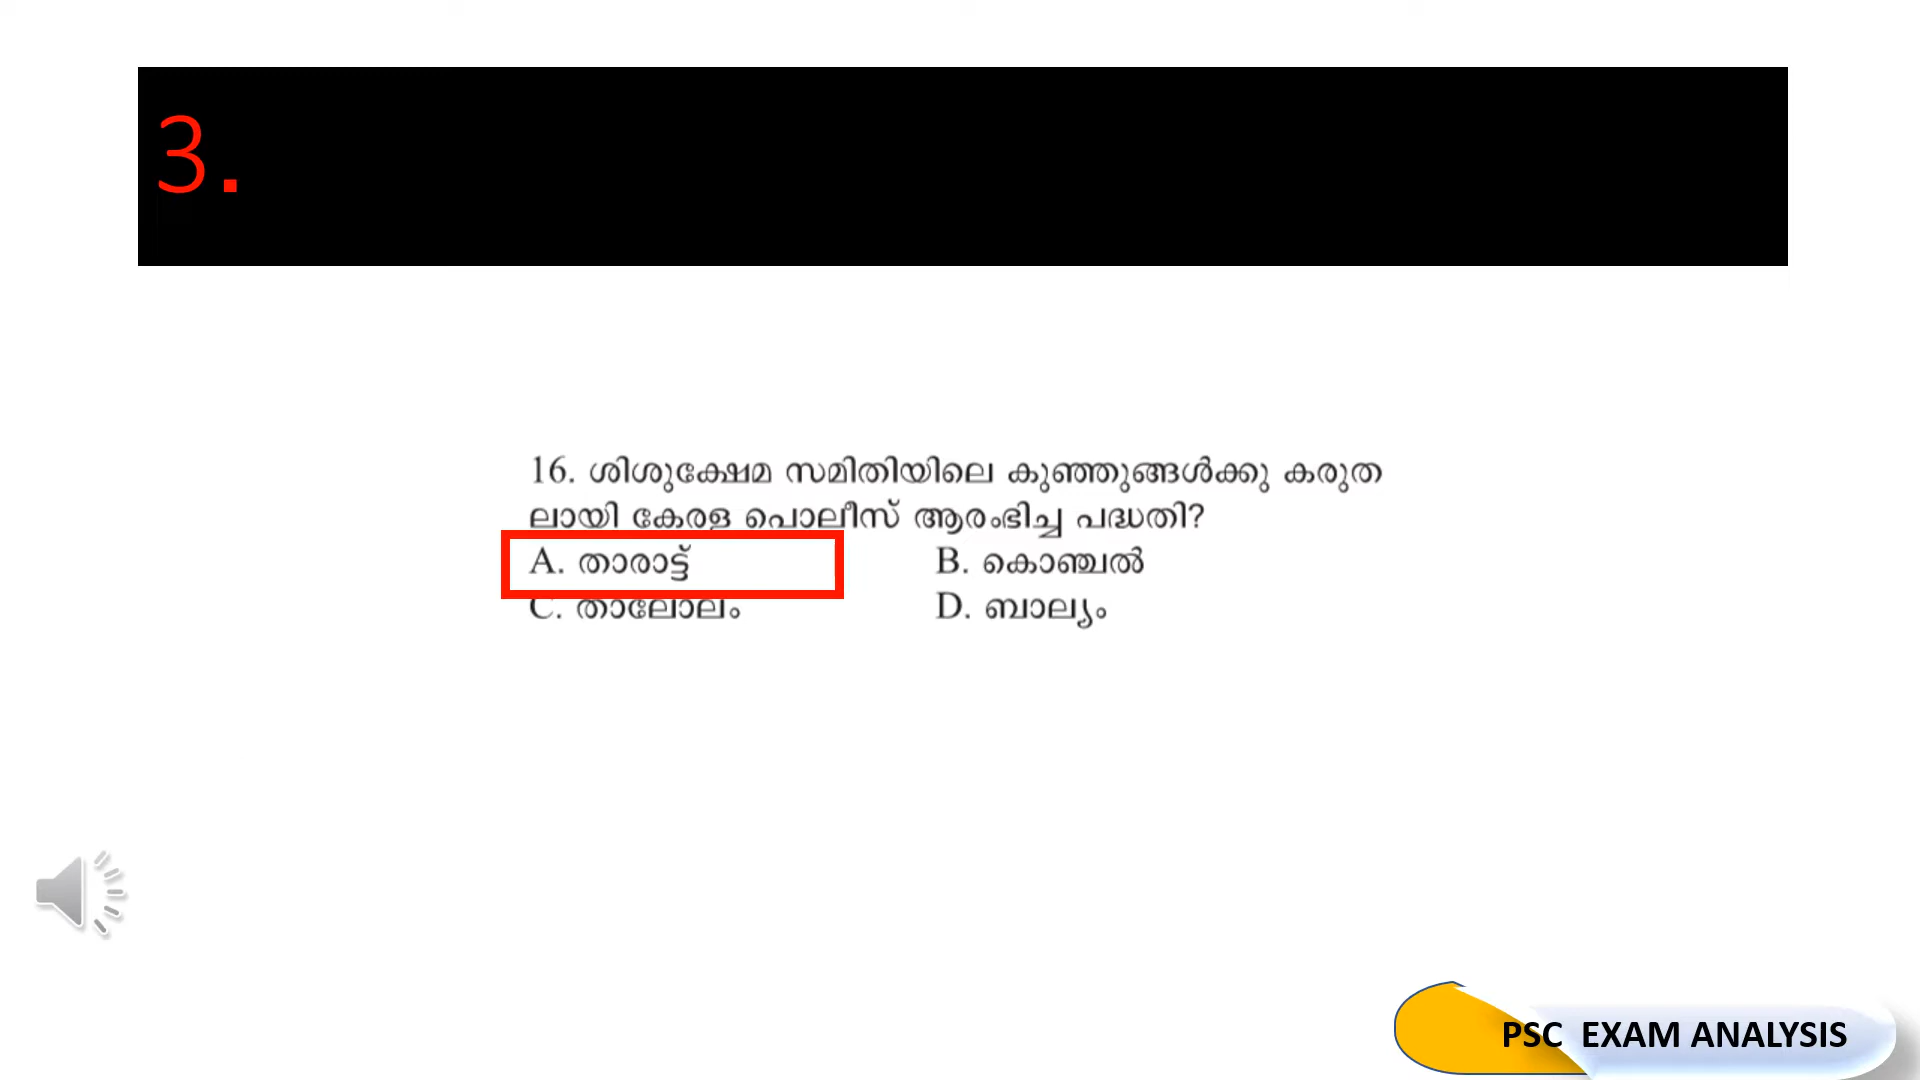 3.
16. ശിശുക്ഷേമ സമിതിയിലെ കുഞ്ഞുങ്ങൾക്കു കരുത
ലായി കേരള പൊലീസ് ആരംഭിച്ച പദ്ധതി?
A. താരാട്ട് B. കൊഞ്ചൽ
C. താലോലം D. ബാല്യം
PSC EXAM ANALYSIS